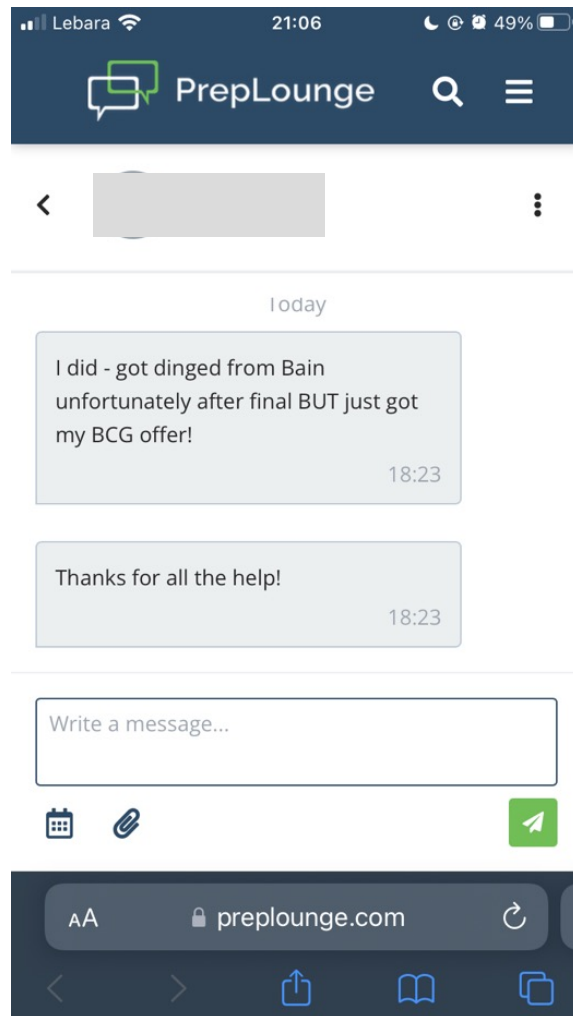 Lebara
21:06
49%
PrepLounge
Today
I did - got dinged from Bain
unfortunately after final BUT just got
my BCG offer!
18:23
Thanks for all the help!
18:23
Write a message...
AA
preplounge.com